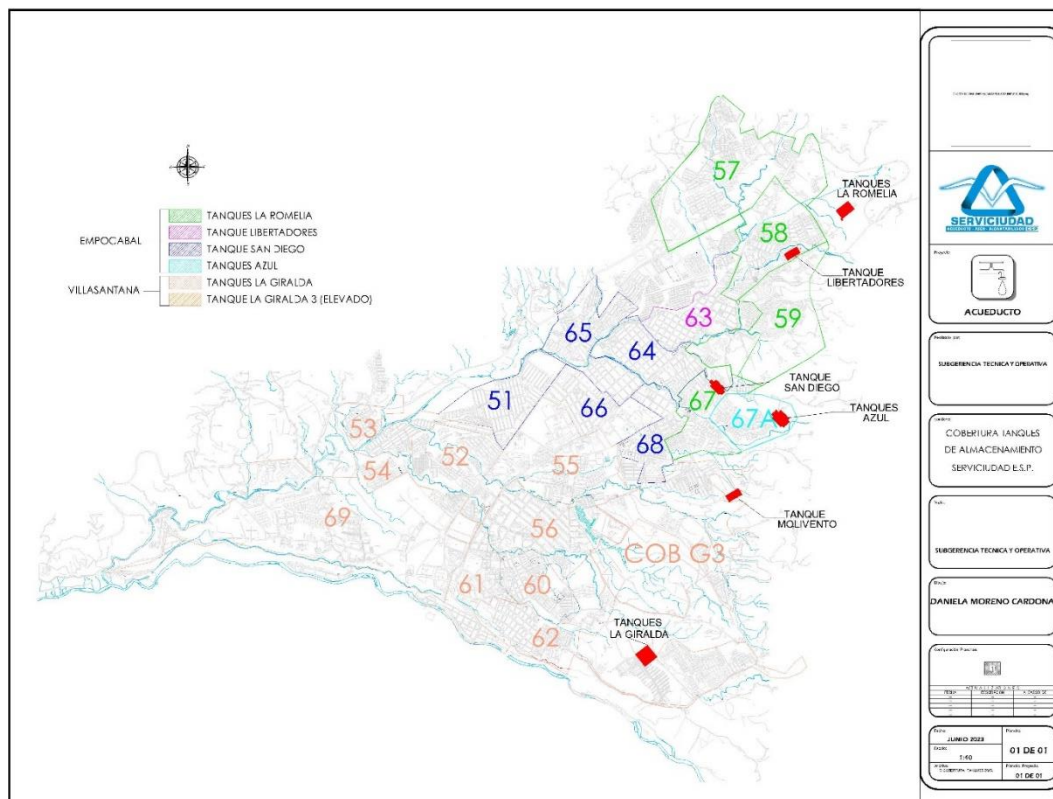 EMPOCABAL
TANQUES LA ROMELIA
TANQUE LIBERTADORES
TANQUE SAN DIEGO
TANQUES AZUL
VILLASANTANA
TANQUES LA GIRALDA
TANQUE LA GIRALDA 3 (ELEVADO)
57
TANQUES
LA ROMELIA
58
TANQUE
LIBERTADORES
63
59
65
64
TANQUE
SAN DIEGO
51
66
67
67A
TANQUES
AZUL
53
52
55
68
54
TANQUE
MOLIVENTO
69
56
COB G3
61
60
62
TANQUES
LA GIRALDA
SERVICIUDAD
ACUEDUCTO
SUBGERENCIA TECNICA Y OPERATIVA
COBERTURA TANQUES
DE ALMACENAMIENTO
SERVICIUDAD E.S.P.
SUBGERENCIA TECNICA Y OPERATIVA
DANIELA MORENO CARDONA
JUNIO 2023
01 DE 01
01 DE 01